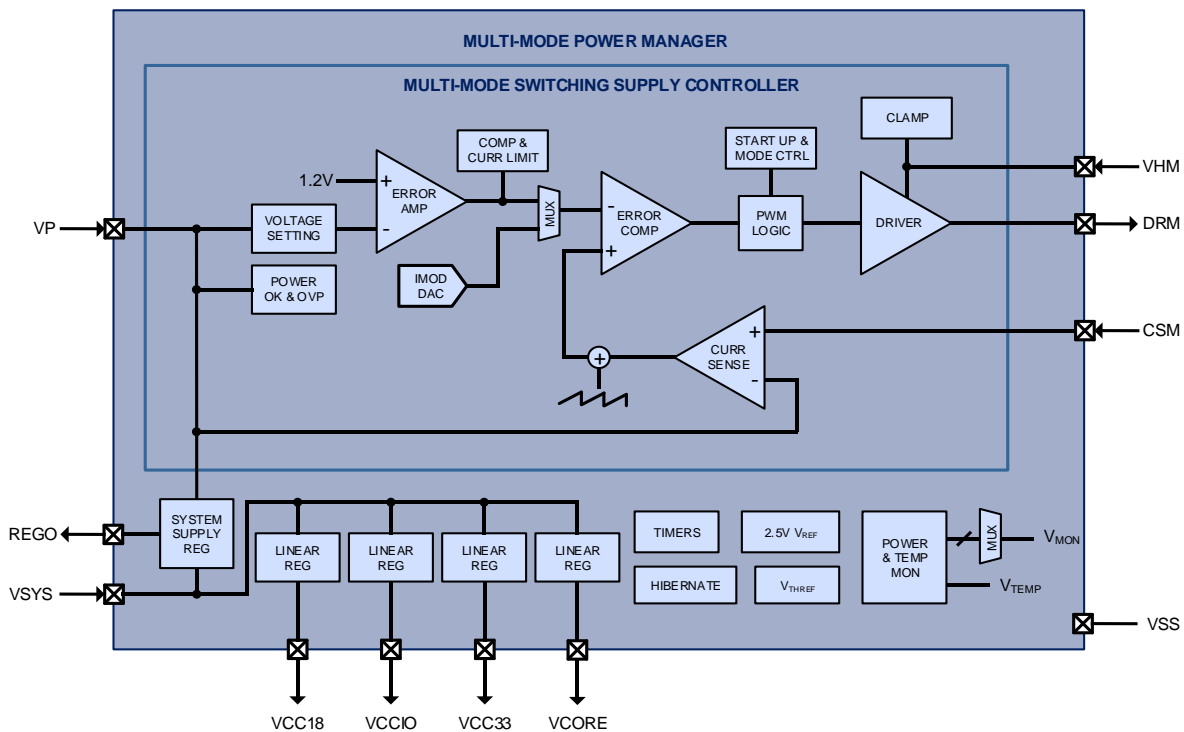 MULTI-MODE POWER MANAGER
MULTI-MODE SWITCHING SUPPLY CONTROLLER
CLAMP
COMP &
CURR LIMIT
START UP &
MODE CTRL
VHM
1.2V
+
ERROR
AMP
-
MUX
-
ERROR
COMP
+
PWM
LOGIC
DRIVER
DRM
VP
VOLTAGE
SETTING
POWER
OK & OVP
IMOD
DAC
CSM
+
CURR
SENSE
-
+
REGO
SYSTEM
SUPPLY
REG
VSYS
LINEAR
REG
LINEAR
REG
LINEAR
REG
LINEAR
REG
TIMERS
2.5V VREF
HIBERNATE
VTHREF
POWER
& TEMP
MON
MUX
VMON
VTEMP
VSS
VCC18
VCCIO
VCC33
VCORE